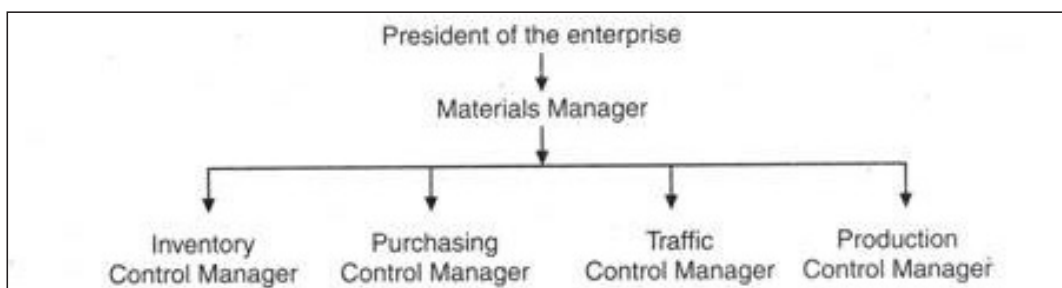 President of the enterprise
Materials Manager
Inventory
Control Manager
Purchasing
Control Manager
Traffic
Control Manager
Production
Control Manager